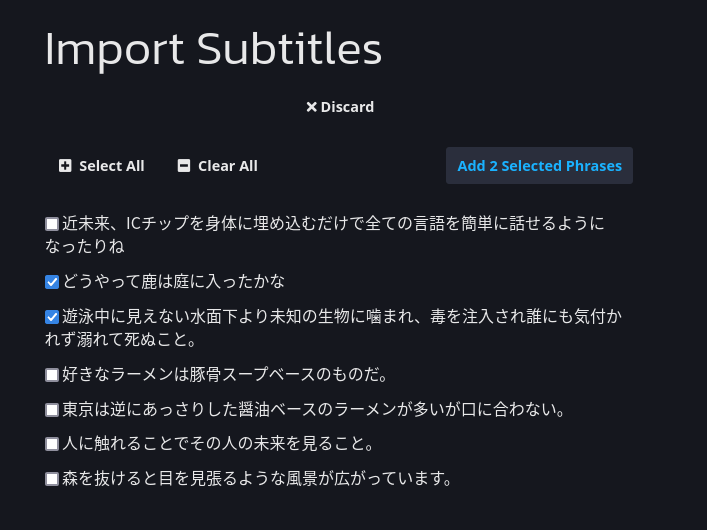 Import Subtitles
Discard
Select All
Clear All
Add 2 Selected Phrases
近未来、ICチップを身体に埋め込むだけで全ての言語を簡単に話せるように
なったりね
どうやって鹿は庭に入ったかな
遊泳中に見えない水面下より未知の生物に噛まれ、毒を注入され誰にも気付か
れず溺れて死ぬこと。
好きなラーメンは豚骨スープベースのものだ。
東京は逆にあっさりした醤油ベースのラーメンが多いが口に合わない。
人に触れることでその人の未来を見ること。
森を抜けると目を見張るような風景が広がっています。